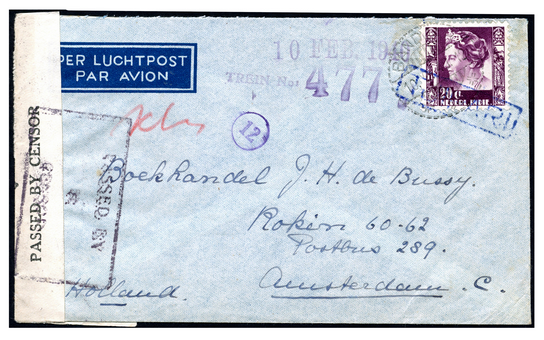 PER LUCHTPOST
PAR AVION
10 FEB. 19
TREIN No: 477
20 c
NEDERL. INDIE
12
PASSED BY CENSOR
PASSED BY
Boekhandel J. H. de Bussy.
Rokin 60-62
Postbus 289.
Amsterdam. C.
Holland.